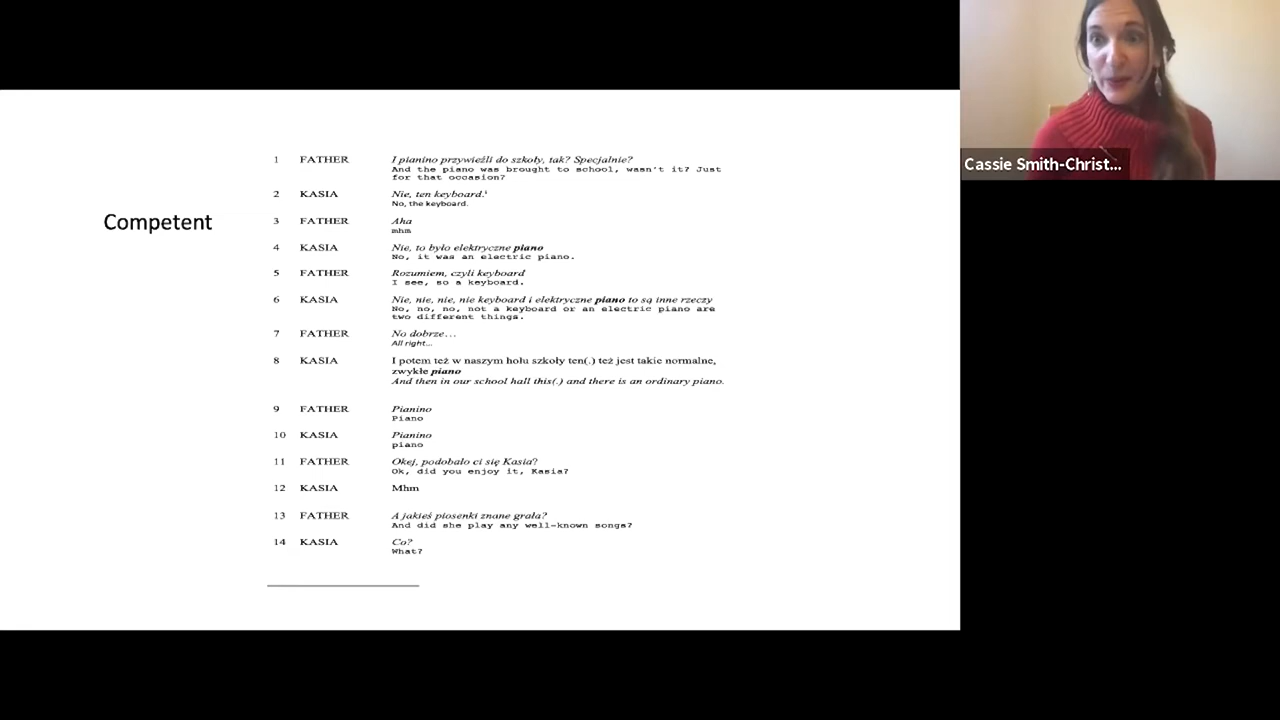 Cassie Smith-Christ...
Competent
1 FATHER I pianino przywieźli do szkoły, tak? Specjalnie?
And the piano was brought to school, wasn't it? Just
for that occasion?
2 KASIA Nie, ten keyboard.¹
No, the keyboard.
3 FATHER Aha
mhm
4 KASIA Nie, to było elektryczne piano
No, it was an electric piano.
5 FATHER Rozumiem, czyli keyboard
I see, so a keyboard.
6 KASIA Nie, nie, nie, nie keyboard i elektryczne piano to są inne rzeczy
No, no, no, not a keyboard or an electric piano are
two different things.
7 FATHER No dobrze...
All right...
8 KASIA I potem też w naszym holu szkoły ten(.) też jest takie normalne,
zwykłe piano
And then in our school hall this(.) and there is an ordinary piano.
9 FATHER Pianino
Piano
10 KASIA Pianino
piano
11 FATHER Okej, podobało ci się Kasia?
Ok, did you enjoy it, Kasia?
12 KASIA Mhm
13 FATHER A jakieś piosenki znane grała?
And did she play any well-known songs?
14 KASIA Co?
What?